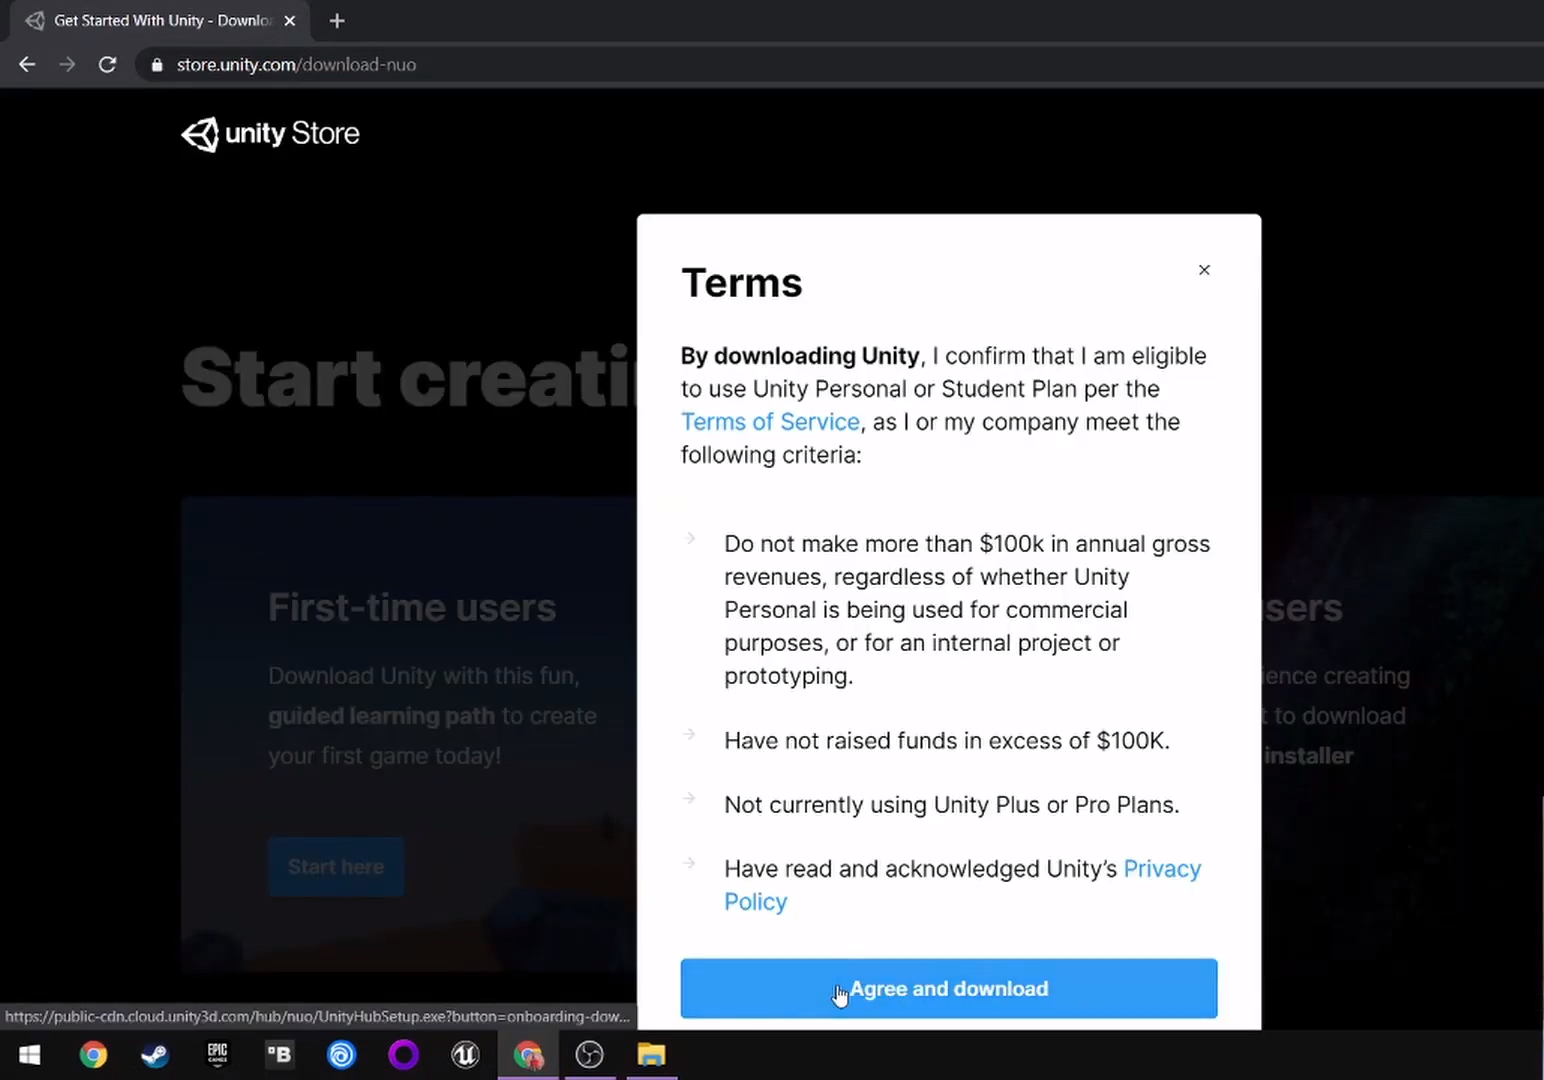 Get Started With Unity - Downlo
store.unity.com/download-nuo
unity Store
Start creati
Terms
By downloading Unity, I confirm that I am eligible
to use Unity Personal or Student Plan per the
Terms of Service, as I or my company meet the
following criteria:
Do not make more than $100k in annual gross
revenues, regardless of whether Unity
Personal is being used for commercial
purposes, or for an internal project or
prototyping.
Have not raised funds in excess of $100K.
Not currently using Unity Plus or Pro Plans.
Have read and acknowledged Unity's Privacy
Policy
Agree and download
First-time users
Download Unity with this fun,
guided learning path to create
your first game today!
Start here
sers
ience creating
t to download
installer
https://public-cdn.cloud.unity3d.com/hub/nuo/UnityHubSetup.exe?button=onboarding-dow...
EPIC
GAMES
B